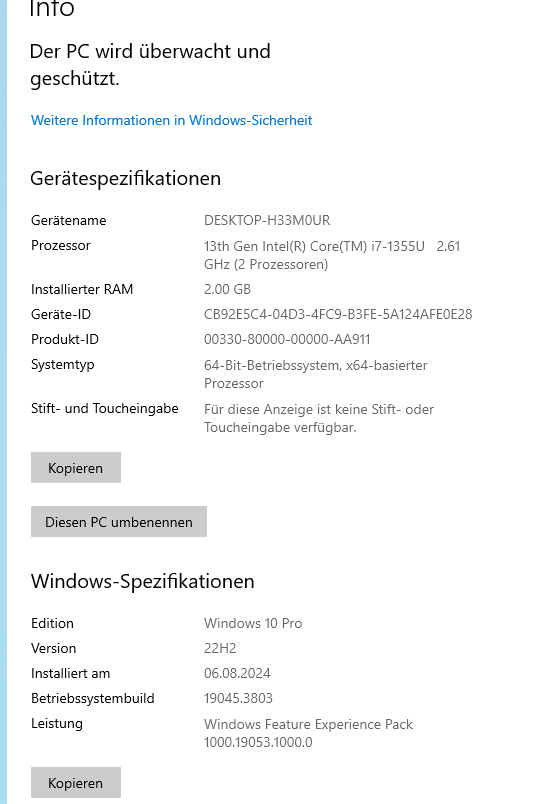 Info
Der PC wird überwacht und
geschützt.
Weitere Informationen in Windows-Sicherheit
Gerätespezifikationen
Gerätename DESKTOP-H33M0UR
Prozessor 13th Gen Intel(R) Core(TM) i7-1355U 2.61
GHz (2 Prozessoren)
Installierter RAM 2.00 GB
Geräte-ID CB92E5C4-04D3-4FC9-B3FE-5A124AFE0E28
Produkt-ID 00330-80000-00000-AA911
Systemtyp 64-Bit-Betriebssystem, x64-basierter
Prozessor
Stift- und Toucheingabe Für diese Anzeige ist keine Stift- oder
Toucheingabe verfügbar.
Kopieren
Diesen PC umbenennen
Windows-Spezifikationen
Edition Windows 10 Pro
Version 22H2
Installiert am 06.08.2024
Betriebssystembuild 19045.3803
Leistung Windows Feature Experience Pack
1000.19053.1000.0
Kopieren